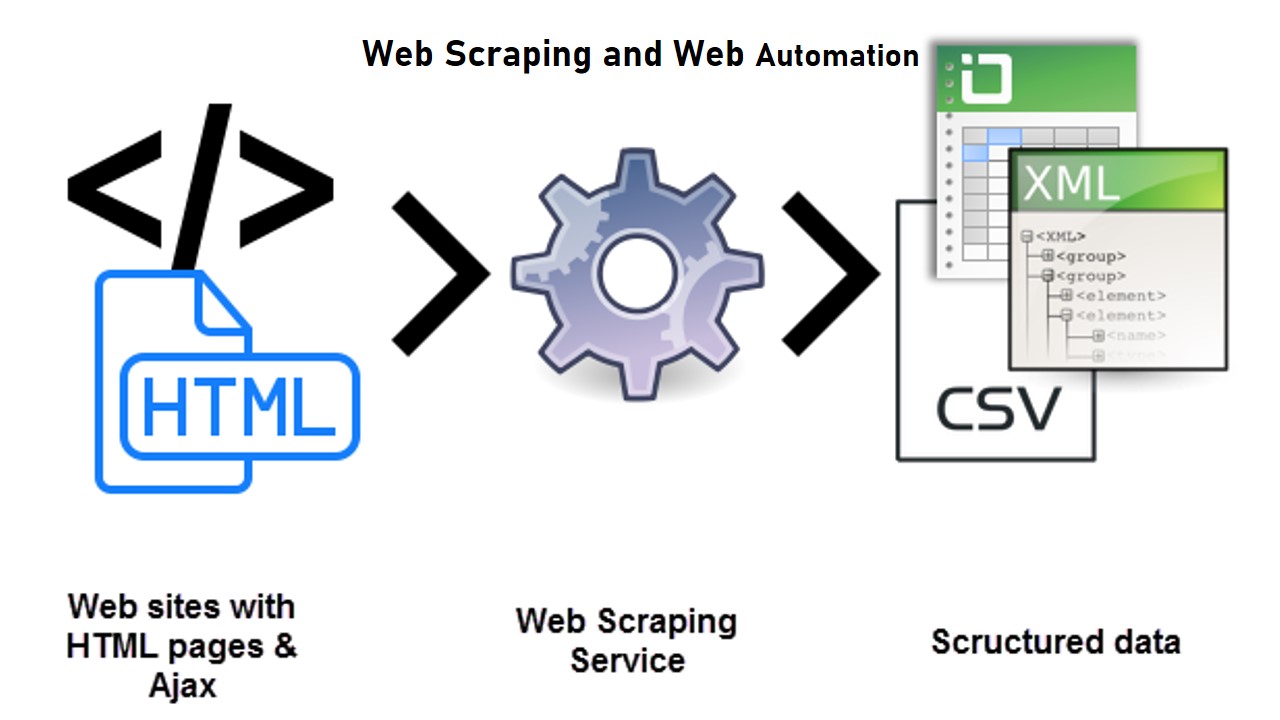 Web Scraping and Web Automation
</>
HTML
XML
<XML>
<group>
<group>
<element>
<element>
<name>
<type>
CSV
Web sites with
HTML pages &
Ajax
Web Scraping
Service
Scructured data